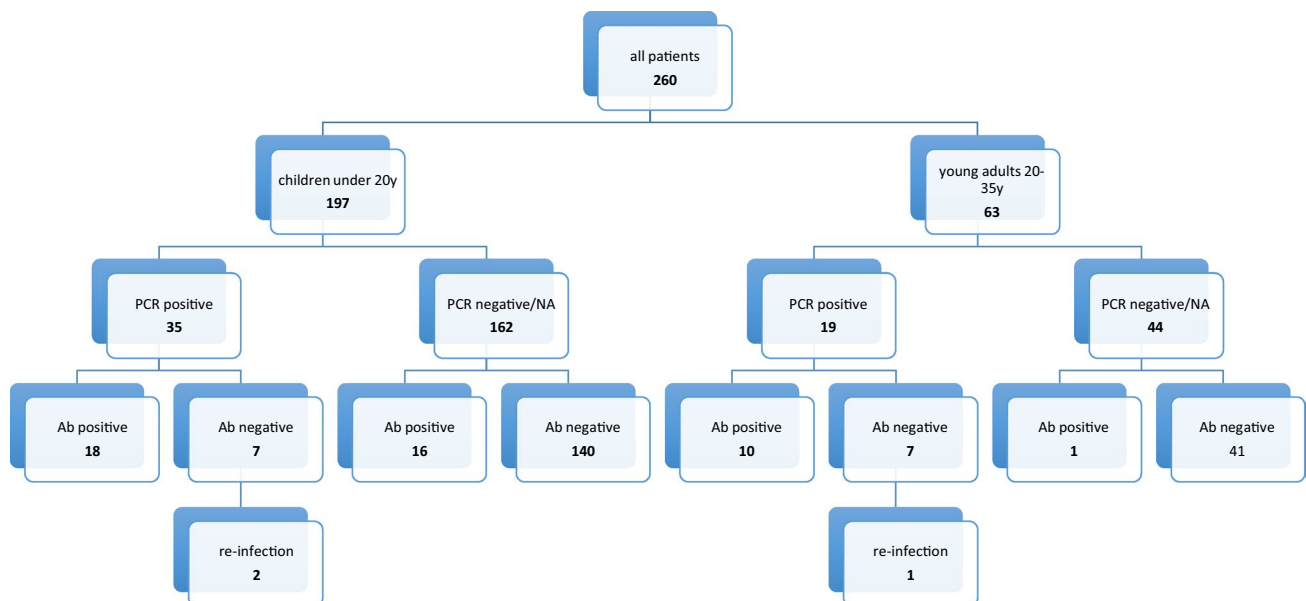 all patients
260
children under 20y
197
young adults 20-
35y
63
PCR positive
35
PCR negative/NA
162
PCR positive
19
PCR negative/NA
44
Ab positive
18
Ab negative
7
Ab positive
16
Ab negative
140
Ab positive
10
Ab negative
7
Ab positive
1
Ab negative
41
re-infection
2
re-infection
1